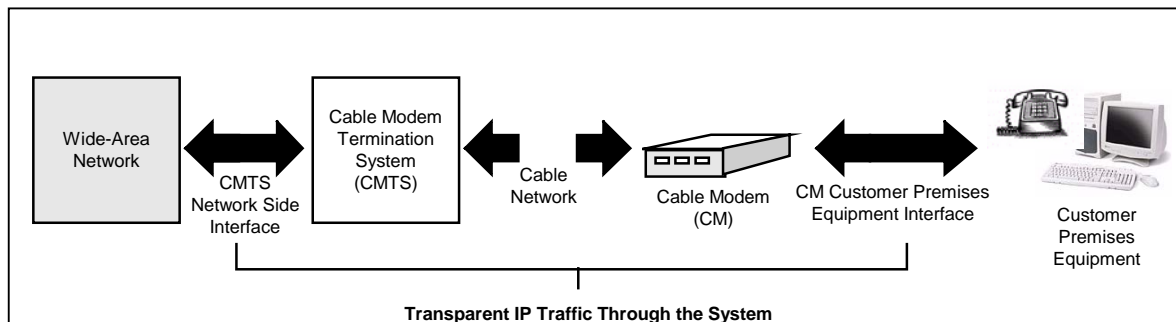 Wide-Area
Network
CMTS
Network Side
Interface
Cable Modem
Termination
System
(CMTS)
Cable
Network
Cable Modem
(CM)
CM Customer Premises
Equipment Interface
Customer
Premises
Equipment
Transparent IP Traffic Through the System